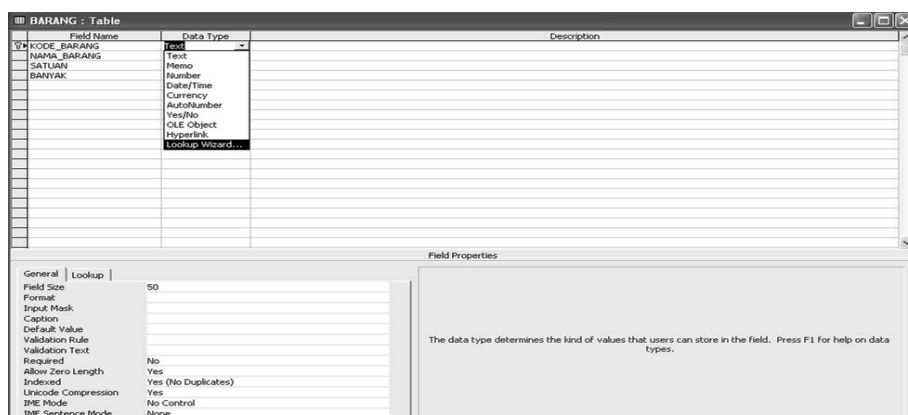 BARANG : Table
Field Name Data Type Description
KODE_BARANG Text
NAMA_BARANG
SATUAN
BANYAK
Text
Memo
Number
Date/Time
Currency
AutoNumber
Yes/No
OLE Object
Hyperlink
Lookup Wizard...
Field Properties
General Lookup
Field Size 50
Format
Input Mask
Caption
Default Value
Validation Rule
Validation Text
Required No
Allow Zero Length Yes
Indexed Yes (No Duplicates)
Unicode Compression Yes
IME Mode No Control
IME Sentence Mode None
The data type determines the kind of values that users can store in the field. Press F1 for help on data
types.